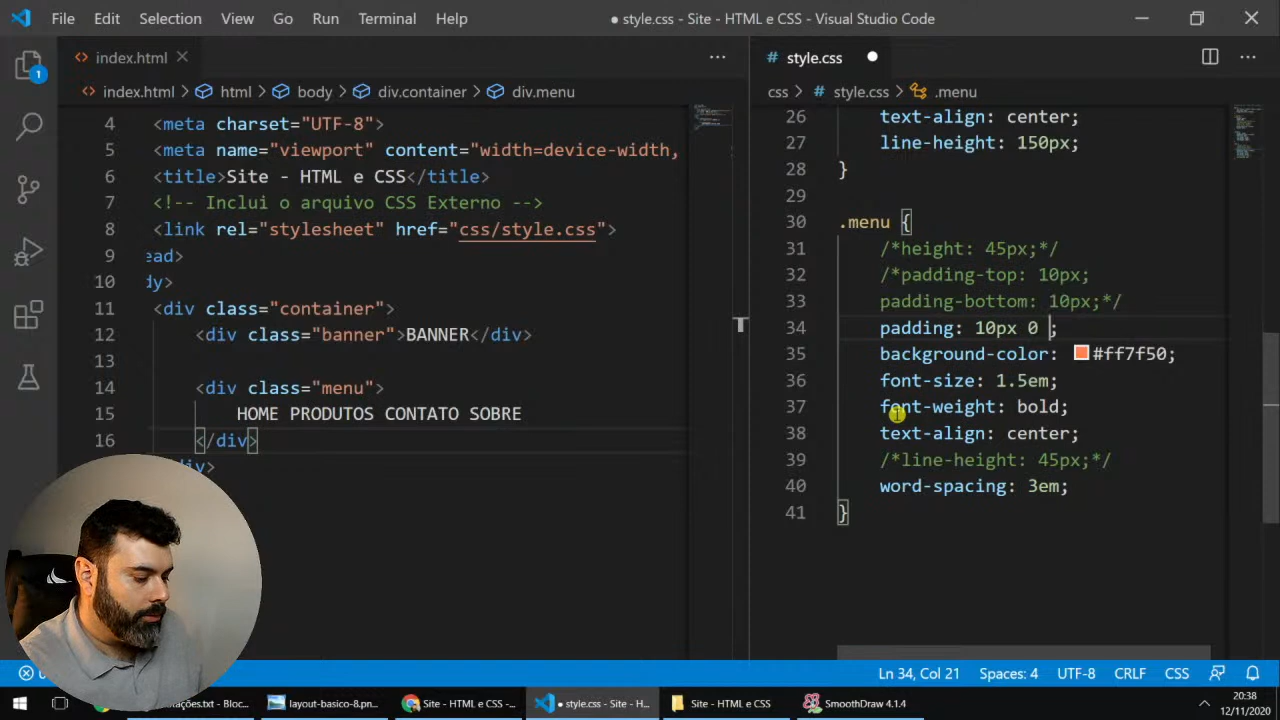 File Edit Selection View Go Run Terminal Help ● style.css - Site - HTML e CSS - Visual Studio Code
index.html
# style.css
index.html > html > body > div.container > div.menu
css > # style.css > .menu
1
4 <meta charset="UTF-8">
5 <meta name="viewport" content="width=device-width,
6 <title>Site - HTML e CSS</title>
7 <!-- Inclui o arquivo CSS Externo -->
8 <link rel="stylesheet" href="css/style.css">
9 ead>
10 dy>
11 <div class="container">
12 <div class="banner">BANNER</div>
13
14 <div class="menu">
15 HOME PRODUTOS CONTATO SOBRE
16 </div>
div>
26 text-align: center;
27 line-height: 150px;
28 }
29
30 .menu {
31 /*height: 45px;*/
32 /*padding-top: 10px;
33 padding-bottom: 10px;*/
34 padding: 10px 0 ;
35 background-color: #ff7f50;
36 font-size: 1.5em;
37 font-weight: bold;
38 text-align: center;
39 /*line-height: 45px;*/
40 word-spacing: 3em;
41 }
Ln 34, Col 21 Spaces: 4 UTF-8 CRLF CSS
tações.txt - Bloc... layout-basico-8.pn... Site - HTML e CSS -... ● style.css - Site - H... Site - HTML e CSS SmoothDraw 4.1.4
20:38
12/11/2020